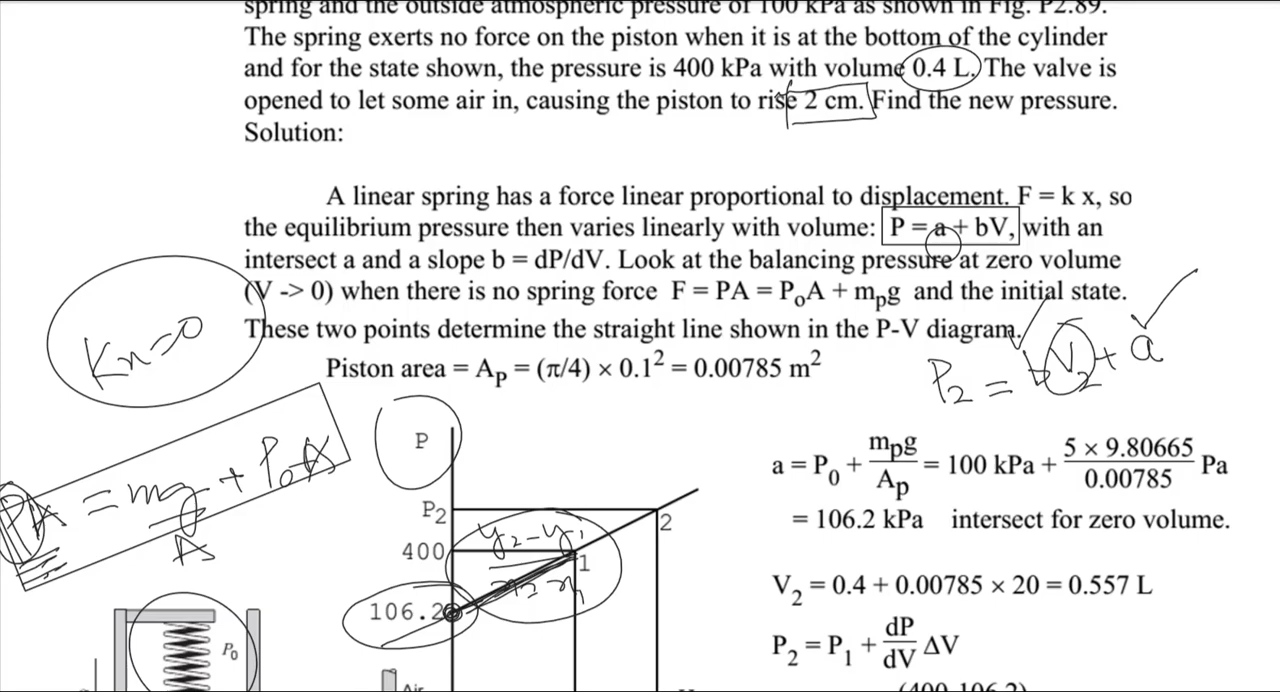 spring and the outside atmospheric pressure of 100 kPa as shown in Fig. P2.89.
The spring exerts no force on the piston when it is at the bottom of the cylinder
and for the state shown, the pressure is 400 kPa with volume 0.4 L. The valve is
opened to let some air in, causing the piston to rise 2 cm. Find the new pressure.
Solution:
A linear spring has a force linear proportional to displacement. F = k x, so
the equilibrium pressure then varies linearly with volume: P = a + bV, with an
intersect a and a slope b = dP/dV. Look at the balancing pressure at zero volume
(V -> 0) when there is no spring force F = PA = PₒA + mₚg and the initial state.
These two points determine the straight line shown in the P-V diagram.
Piston area = Aₚ = (π/4) × 0.1² = 0.00785 m²
Kx=0
P₂ = bV₂ + a
PA = mg + P₀A
A
P
a = P₀ + mₚg/Aₚ = 100 kPa + 5 × 9.80665/0.00785 Pa
= 106.2 kPa intersect for zero volume.
P₂
2
400
y₂-y₁
1
106.2
V₂ = 0.4 + 0.00785 × 20 = 0.557 L
P₂ = P₁ + dP/dV ΔV
P₀
Air
(400-106.2)